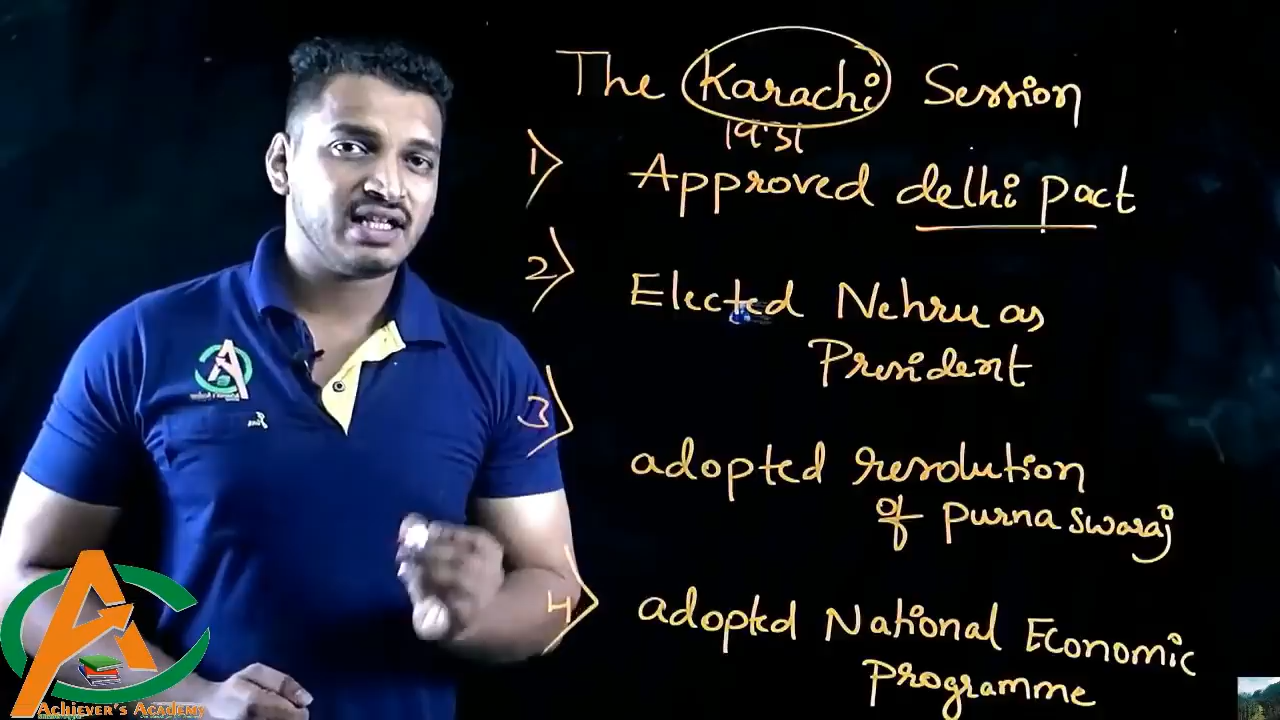 The Karachi Session
1931
1> Approved delhi pact
2> Elected Nehru as
President
3>
adopted resolution
of Purna swaraj
4> adopted National Economic
Programme
ACHIEVER'S ACADEMY